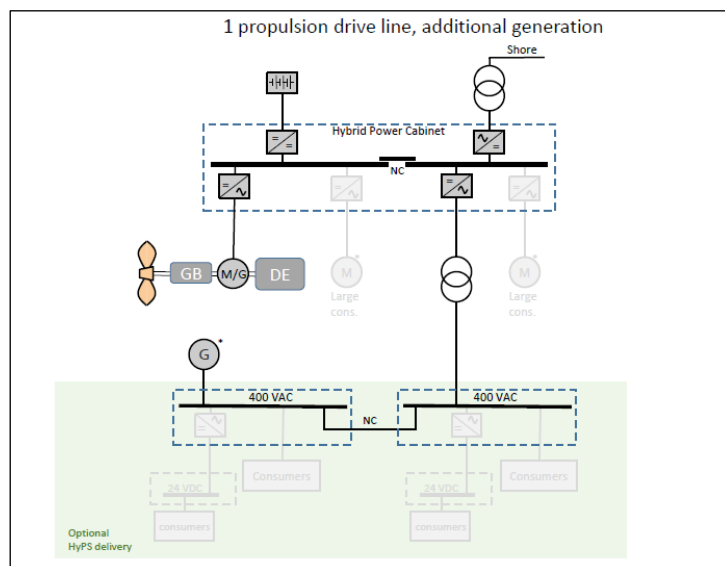 1 propulsion drive line, additional generation
Shore
Hybrid Power Cabinet
NC
GB
M/G
DE
M*
Large
cons.
M*
Large
cons.
G*
400 VAC
400 VAC
NC
Consumers
Consumers
24 VDC
24 VDC
consumers
consumers
Optional
HyPS delivery